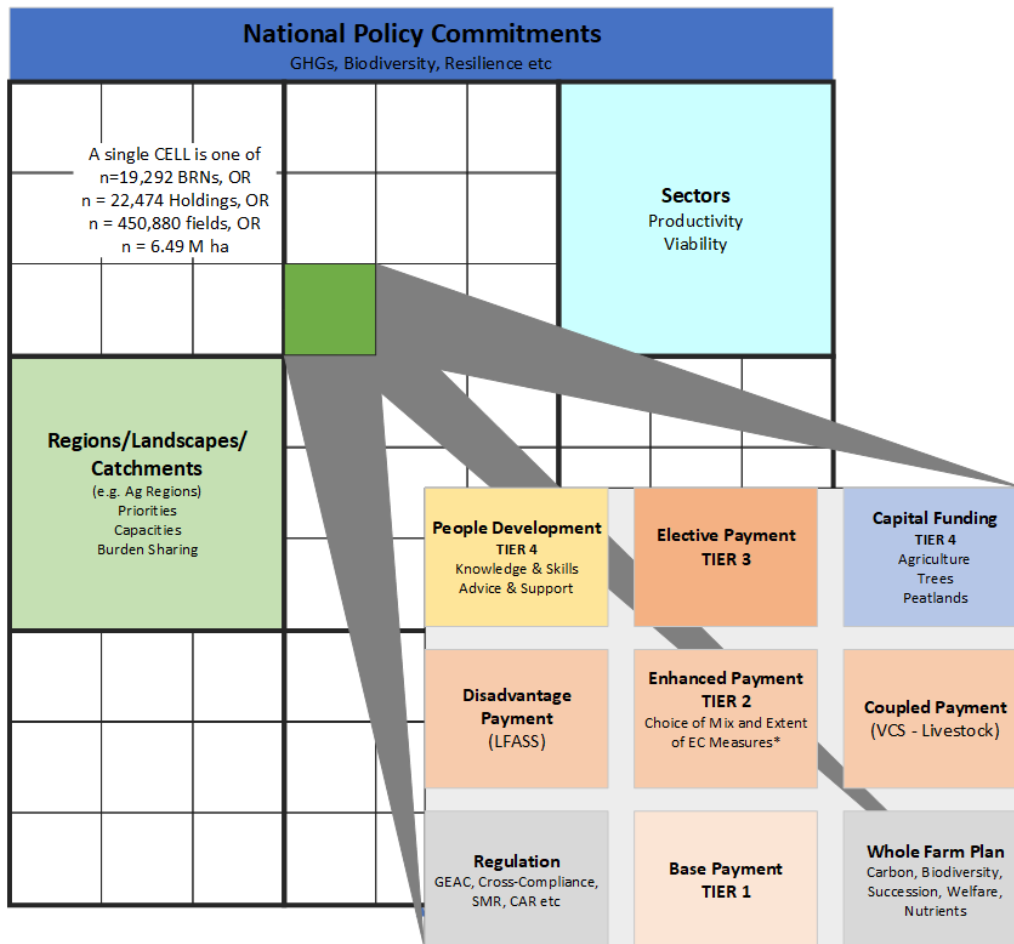 National Policy Commitments
GHGs, Biodiversity, Resilience etc
A single CELL is one of
n=19,292 BRNs, OR
n = 22,474 Holdings, OR
n = 450,880 fields, OR
n = 6.49 M ha
Sectors
Productivity
Viability
Regions/Landscapes/
Catchments
(e.g. Ag Regions)
Priorities
Capacities
Burden Sharing
People Development
TIER 4
Knowledge & Skills
Advice & Support
Elective Payment
TIER 3
Capital Funding
TIER 4
Agriculture
Trees
Peatlands
Disadvantage
Payment
(LFASS)
Enhanced Payment
TIER 2
Choice of Mix and Extent
of EC Measures*
Coupled Payment
(VCS - Livestock)
Regulation
GEAC, Cross-Compliance,
SMR, CAR etc
Base Payment
TIER 1
Whole Farm Plan
Carbon, Biodiversity,
Succession, Welfare,
Nutrients